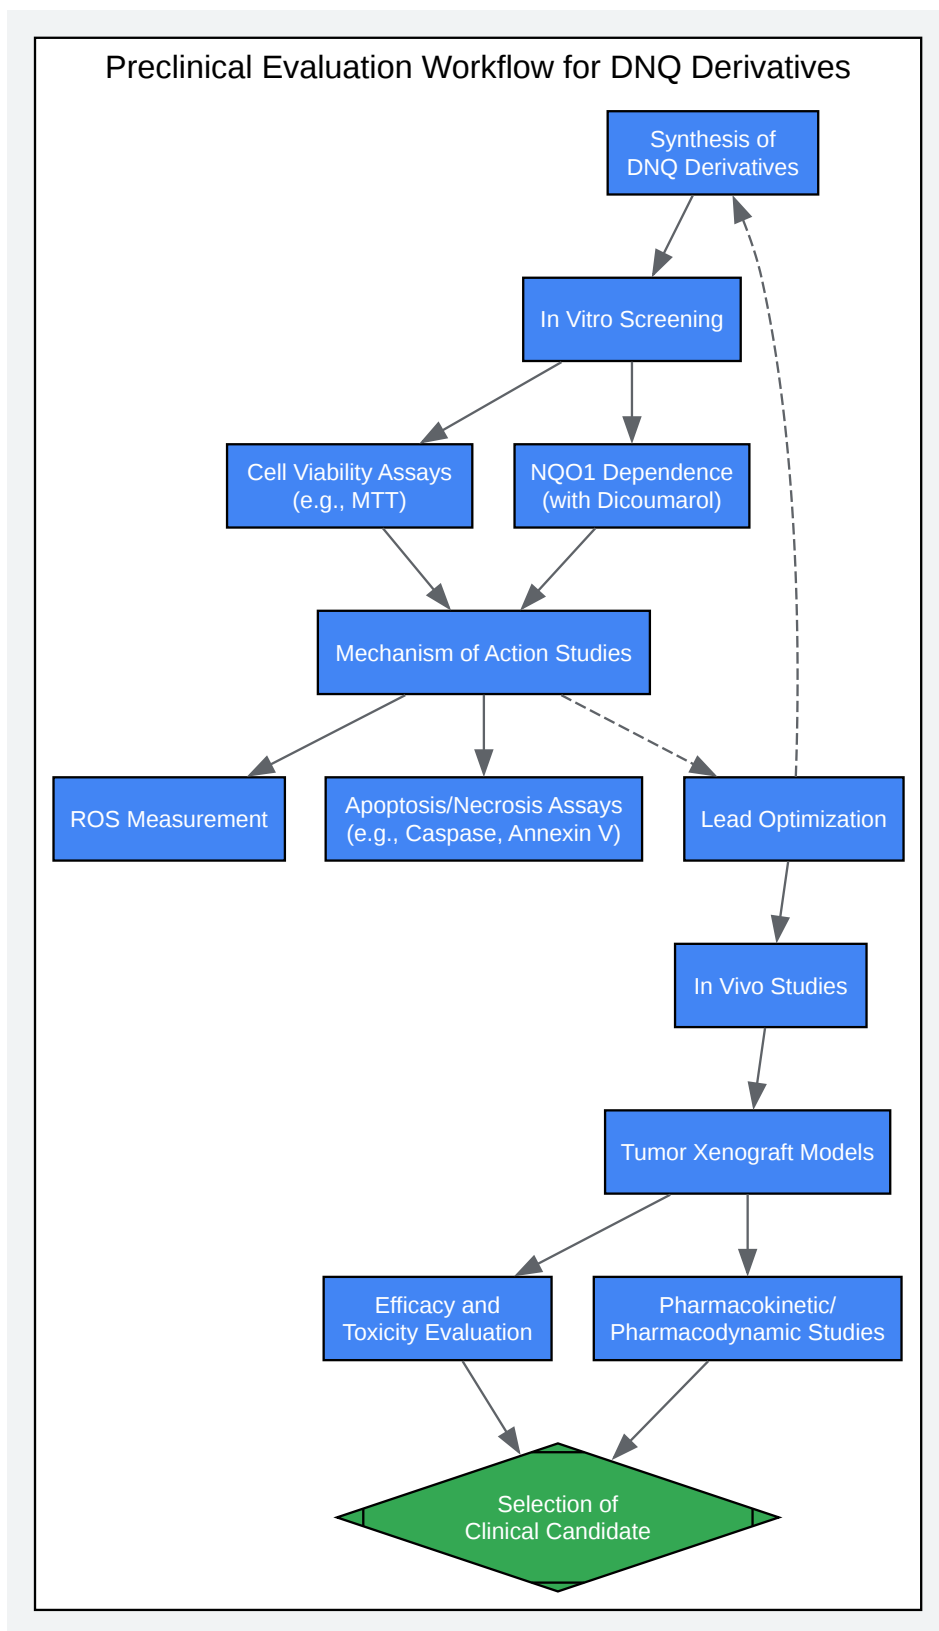 Preclinical Evaluation Workflow for DNQ Derivatives
Synthesis of
DNQ Derivatives
In Vitro Screening
Cell Viability Assays
(e.g., MTT)
NQO1 Dependence
(with Dicoumarol)
Mechanism of Action Studies
ROS Measurement
Apoptosis/Necrosis Assays
(e.g., Caspase, Annexin V)
Lead Optimization
In Vivo Studies
Tumor Xenograft Models
Efficacy and
Toxicity Evaluation
Pharmacokinetic/
Pharmacodynamic Studies
Selection of
Clinical Candidate